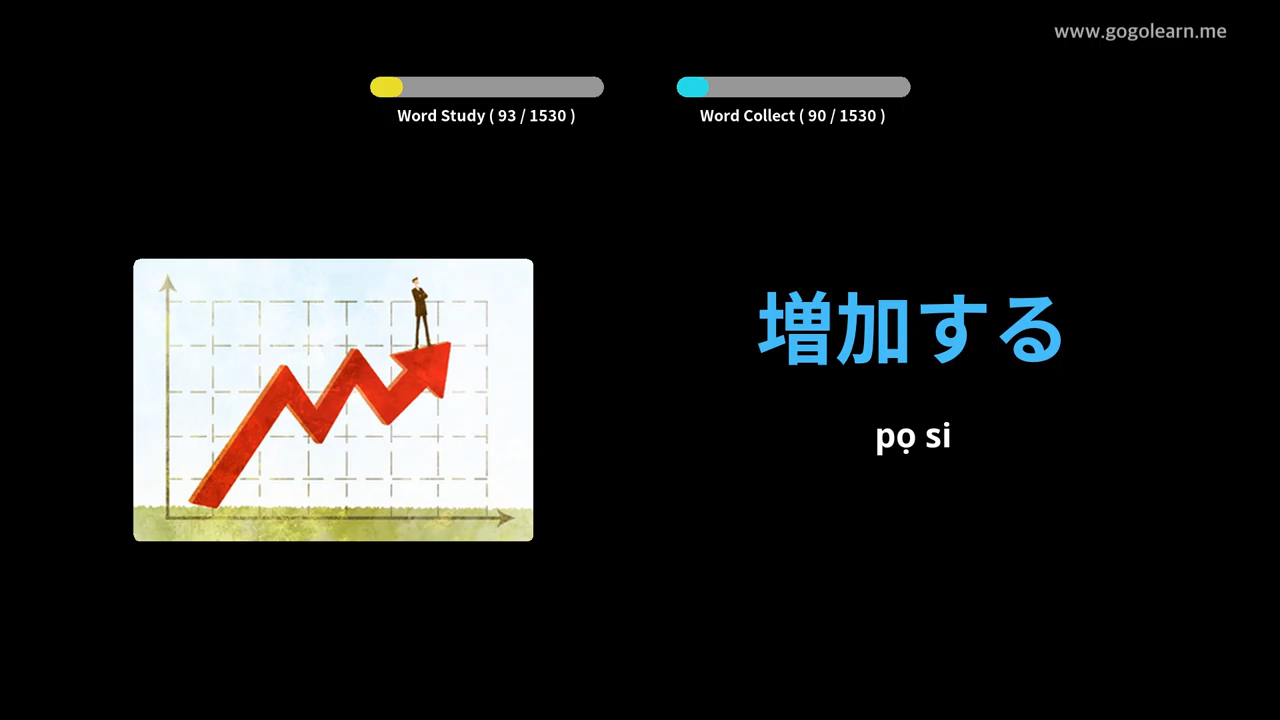 www.gogolearn.me
Word Study ( 93 / 1530 )
Word Collect ( 90 / 1530 )
増加する
pọ si